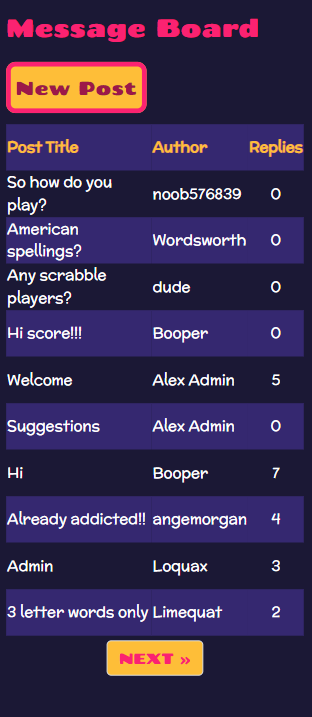 Message Board
New Post
Post Title Author Replies
So how do you play? noob576839 0
American spellings? Wordsworth 0
Any scrabble players? dude 0
Hi score!!! Booper 0
Welcome Alex Admin 5
Suggestions Alex Admin 0
Hi Booper 7
Already addicted!! angemorgan 4
Admin Loquax 3
3 letter words only Limequat 2
NEXT »